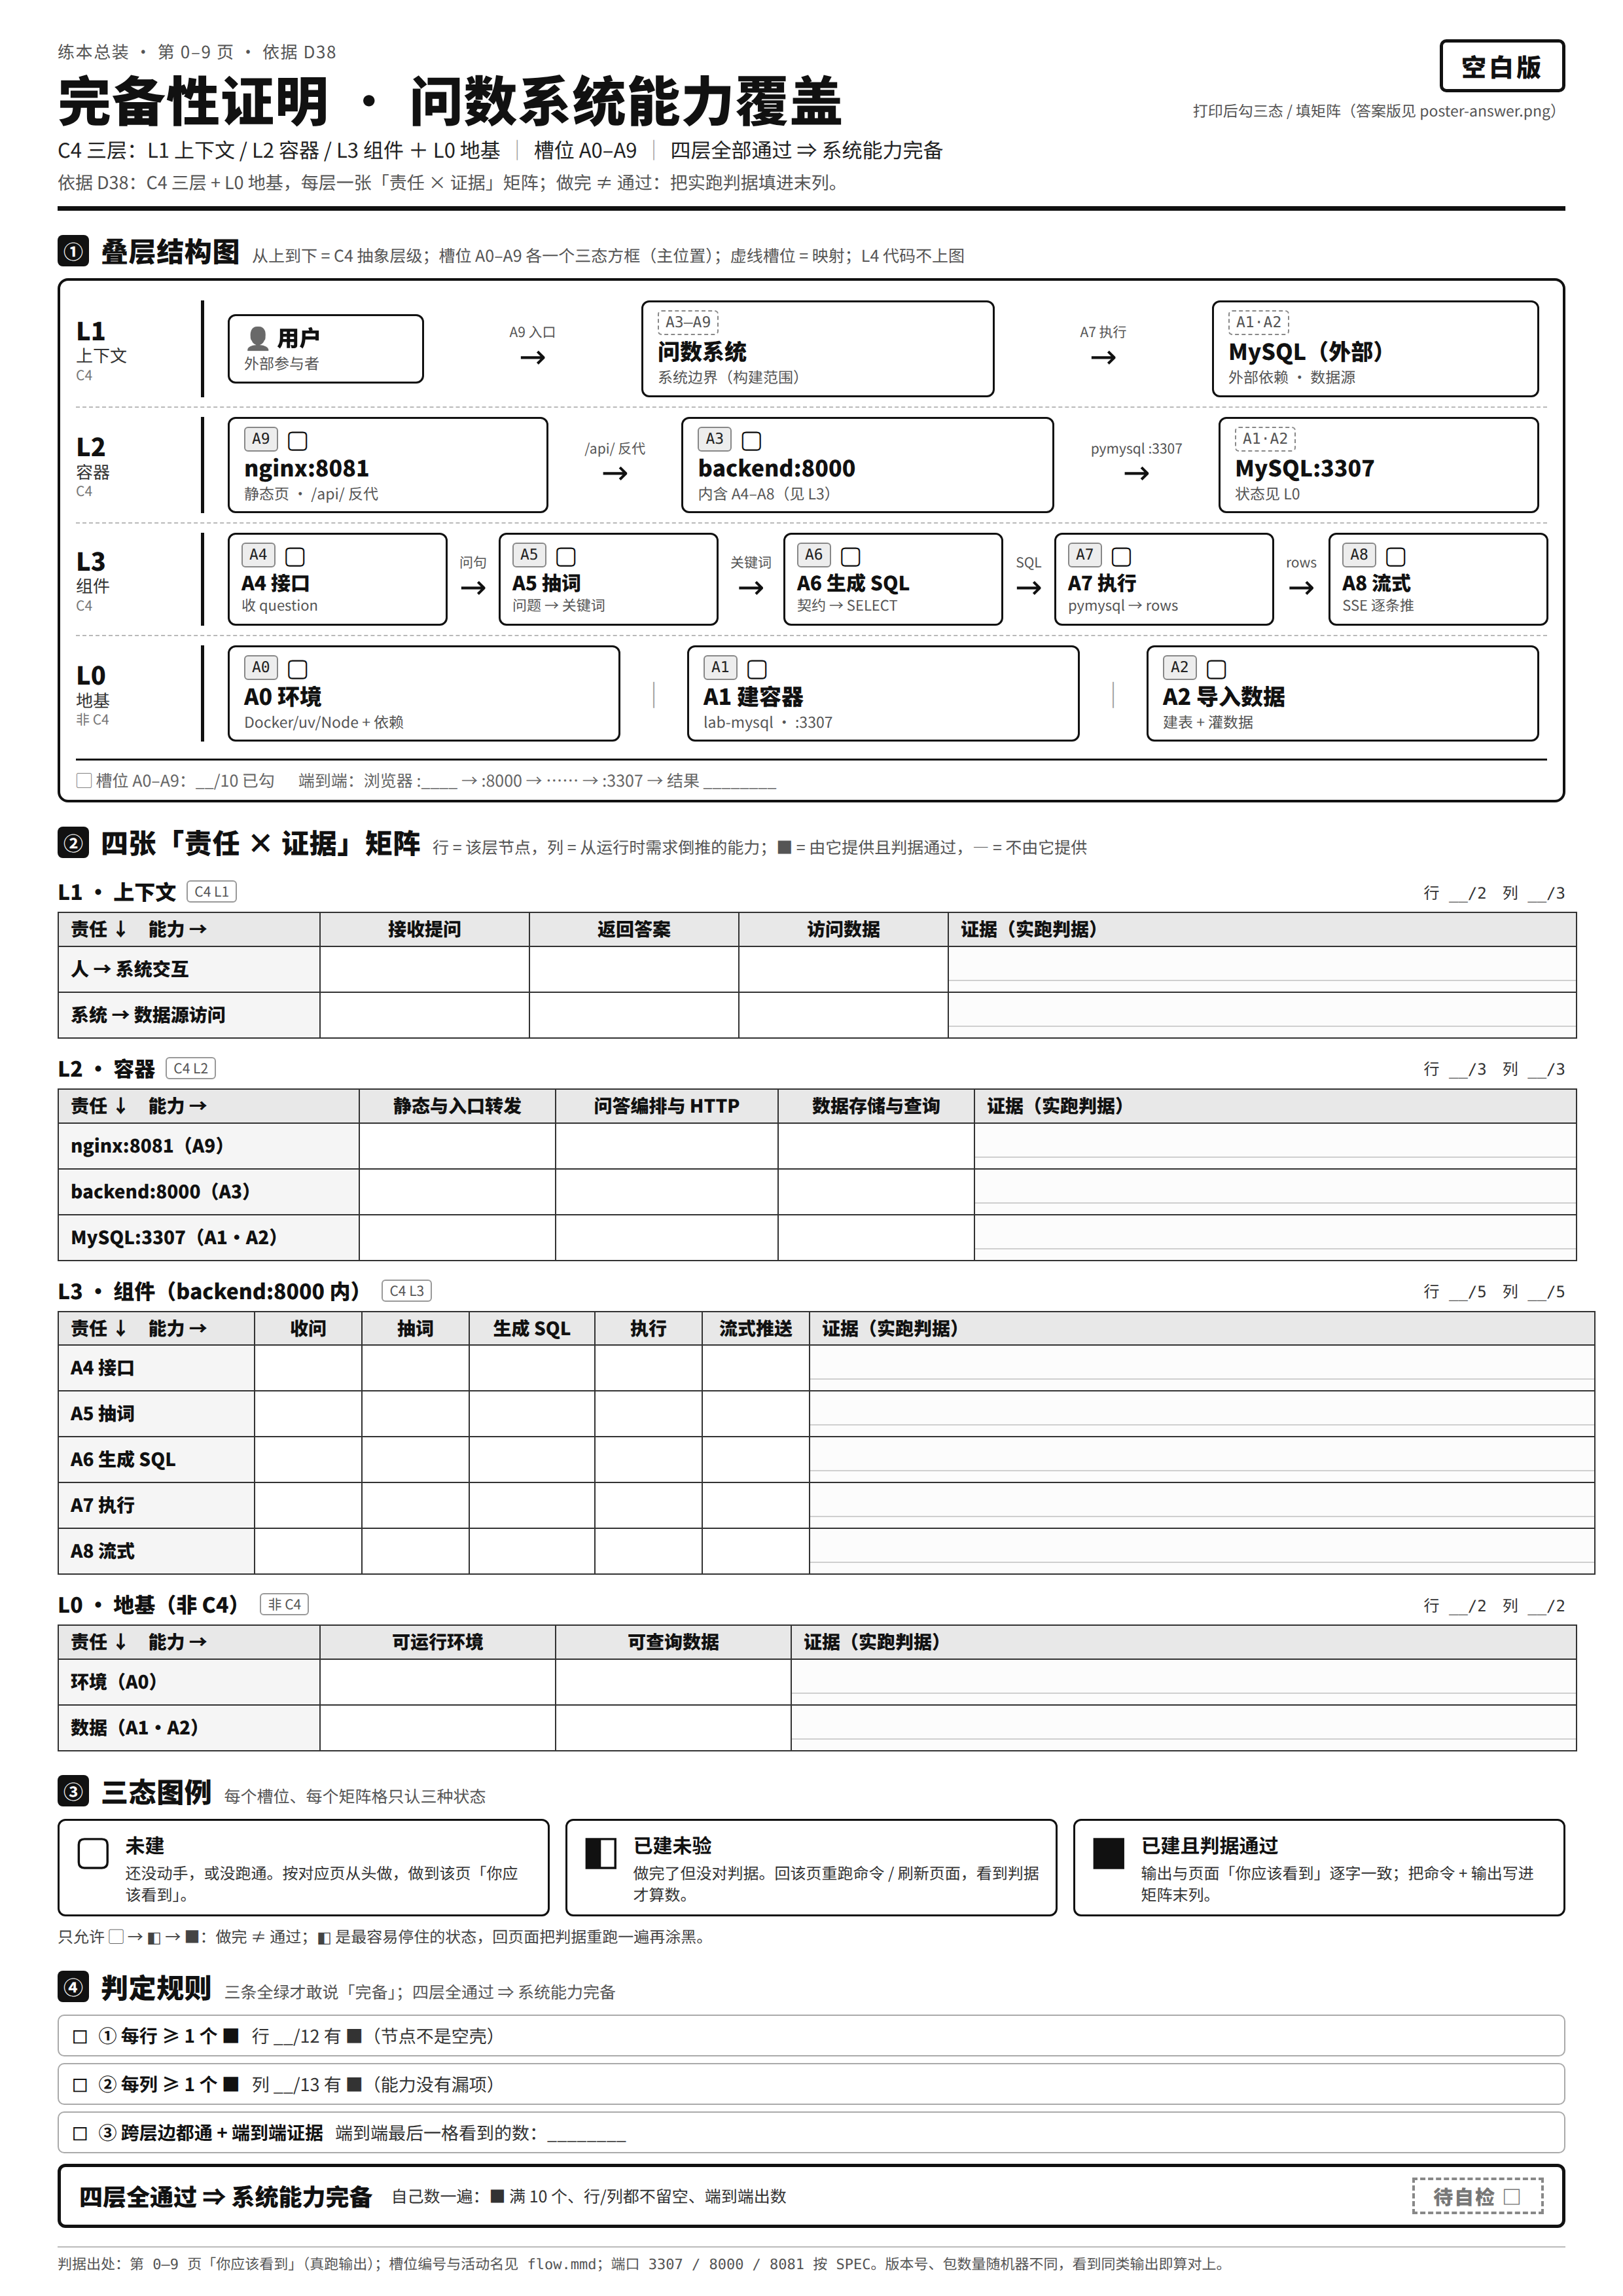 练本总装 · 第 0–9 页 · 依据 D38
完备性证明 · 问数系统能力覆盖
空白版
打印后勾三态 / 填矩阵（答案版见 poster-answer.png）
C4 三层：L1 上下文 / L2 容器 / L3 组件 ＋ L0 地基 ｜ 槽位 A0–A9 ｜ 四层全部通过 ⇒ 系统能力完备
依据 D38：C4 三层 + L0 地基，每层一张「责任 × 证据」矩阵；做完 ≠ 通过：把实跑判据填进末列。
① 叠层结构图 从上到下 = C4 抽象层级；槽位 A0–A9 各一个三态方框（主位置）；虚线槽位 = 映射；L4 代码不上图
L1
上下文
C4
👤 用户
外部参与者
A9 入口
→
A3–A9
问数系统
系统边界（构建范围）
A7 执行
→
A1·A2
MySQL（外部）
外部依赖 · 数据源
L2
容器
C4
A9 ▢
nginx:8081
静态页 · /api/ 反代
/api/ 反代
→
A3 ▢
backend:8000
内含 A4–A8（见 L3）
pymysql :3307
→
A1·A2
MySQL:3307
状态见 L0
L3
组件
C4
A4 ▢
A4 接口
收 question
问句
→
A5 ▢
A5 抽词
问题 → 关键词
关键词
→
A6 ▢
A6 生成 SQL
契约 → SELECT
SQL
→
A7 ▢
A7 执行
pymysql → rows
rows
→
A8 ▢
A8 流式
SSE 逐条推
L0
地基
非 C4
A0 ▢
A0 环境
Docker/uv/Node + 依赖
｜
A1 ▢
A1 建容器
lab-mysql · :3307
｜
A2 ▢
A2 导入数据
建表 + 灌数据
□ 槽位 A0–A9：__/10 已勾 端到端：浏览器 :____ → :8000 → …… → :3307 → 结果 ________
② 四张「责任 × 证据」矩阵 行 = 该层节点，列 = 从运行时需求倒推的能力；■ = 由它提供且判据通过，— = 不由它提供
L1 · 上下文 C4 L1 行 __/2 列 __/3
责任 ↓ 能力 → 接收提问 返回答案 访问数据 证据（实跑判据）
人 → 系统交互
系统 → 数据源访问
L2 · 容器 C4 L2 行 __/3 列 __/3
责任 ↓ 能力 → 静态与入口转发 问答编排与 HTTP 数据存储与查询 证据（实跑判据）
nginx:8081（A9）
backend:8000（A3）
MySQL:3307（A1·A2）
L3 · 组件（backend:8000 内） C4 L3 行 __/5 列 __/5
责任 ↓ 能力 → 收问 抽词 生成 SQL 执行 流式推送 证据（实跑判据）
A4 接口
A5 抽词
A6 生成 SQL
A7 执行
A8 流式
L0 · 地基（非 C4） 非 C4 行 __/2 列 __/2
责任 ↓ 能力 → 可运行环境 可查询数据 证据（实跑判据）
环境（A0）
数据（A1·A2）
③ 三态图例 每个槽位、每个矩阵格只认三种状态
▢ 未建
还没动手，或没跑通。按对应页从头做，做到该页「你应
该看到」。
◧ 已建未验
做完了但没对判据。回该页重跑命令 / 刷新页面，看到判据
才算数。
■ 已建且判据通过
输出与页面「你应该看到」逐字一致；把命令 + 输出写进
矩阵末列。
只允许 □ → ◧ → ■：做完 ≠ 通过；◧ 是最容易停住的状态，回页面把判据重跑一遍再涂黑。
④ 判定规则 三条全绿才敢说「完备」；四层全通过 ⇒ 系统能力完备
□ ① 每行 ≥ 1 个 ■ 行 __/12 有 ■（节点不是空壳）
□ ② 每列 ≥ 1 个 ■ 列 __/13 有 ■（能力没有漏项）
□ ③ 跨层边都通 + 端到端证据 端到端最后一格看到的数：________
四层全通过 ⇒ 系统能力完备 自己数一遍：■ 满 10 个、行/列都不留空、端到端出数
待自检 □
判据出处：第 0–9 页「你应该看到」（真跑输出）；槽位编号与活动名见 flow.mmd；端口 3307 / 8000 / 8081 按 SPEC。版本号、包数量随机器不同，看到同类输出即算对上。